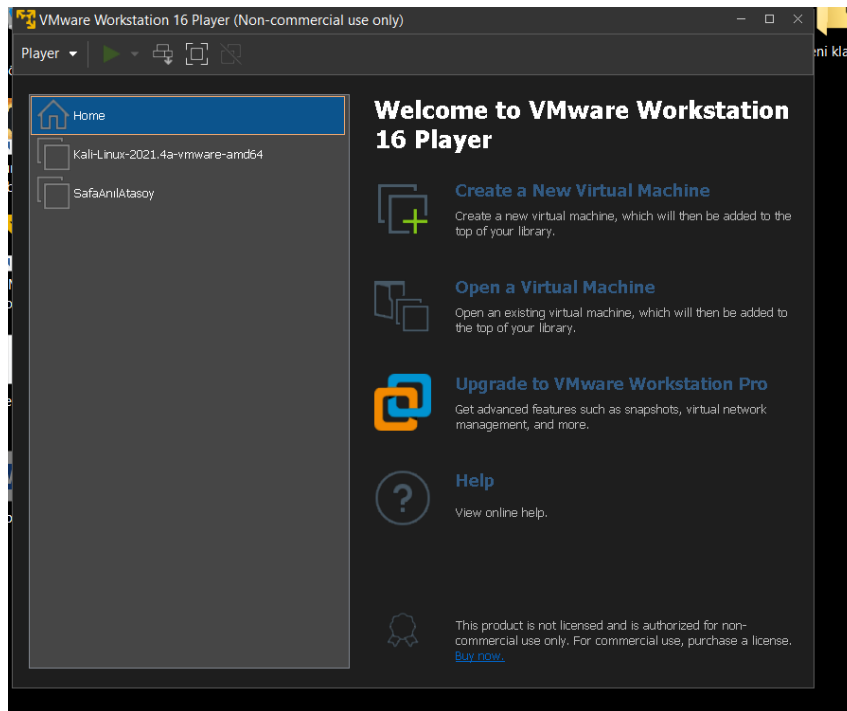 VMware Workstation 16 Player (Non-commercial use only)
Player
eni kla
Home
Kali-Linux-2021.4a-vmware-amd64
SafaAnılAtasoy
Welcome to VMware Workstation
16 Player
Create a New Virtual Machine
Create a new virtual machine, which will then be added to the
top of your library.
Open a Virtual Machine
Open an existing virtual machine, which will then be added to
the top of your library.
Upgrade to VMware Workstation Pro
Get advanced features such as snapshots, virtual network
management, and more.
Help
View online help.
This product is not licensed and is authorized for non-
commercial use only. For commercial use, purchase a license.
Buy now.